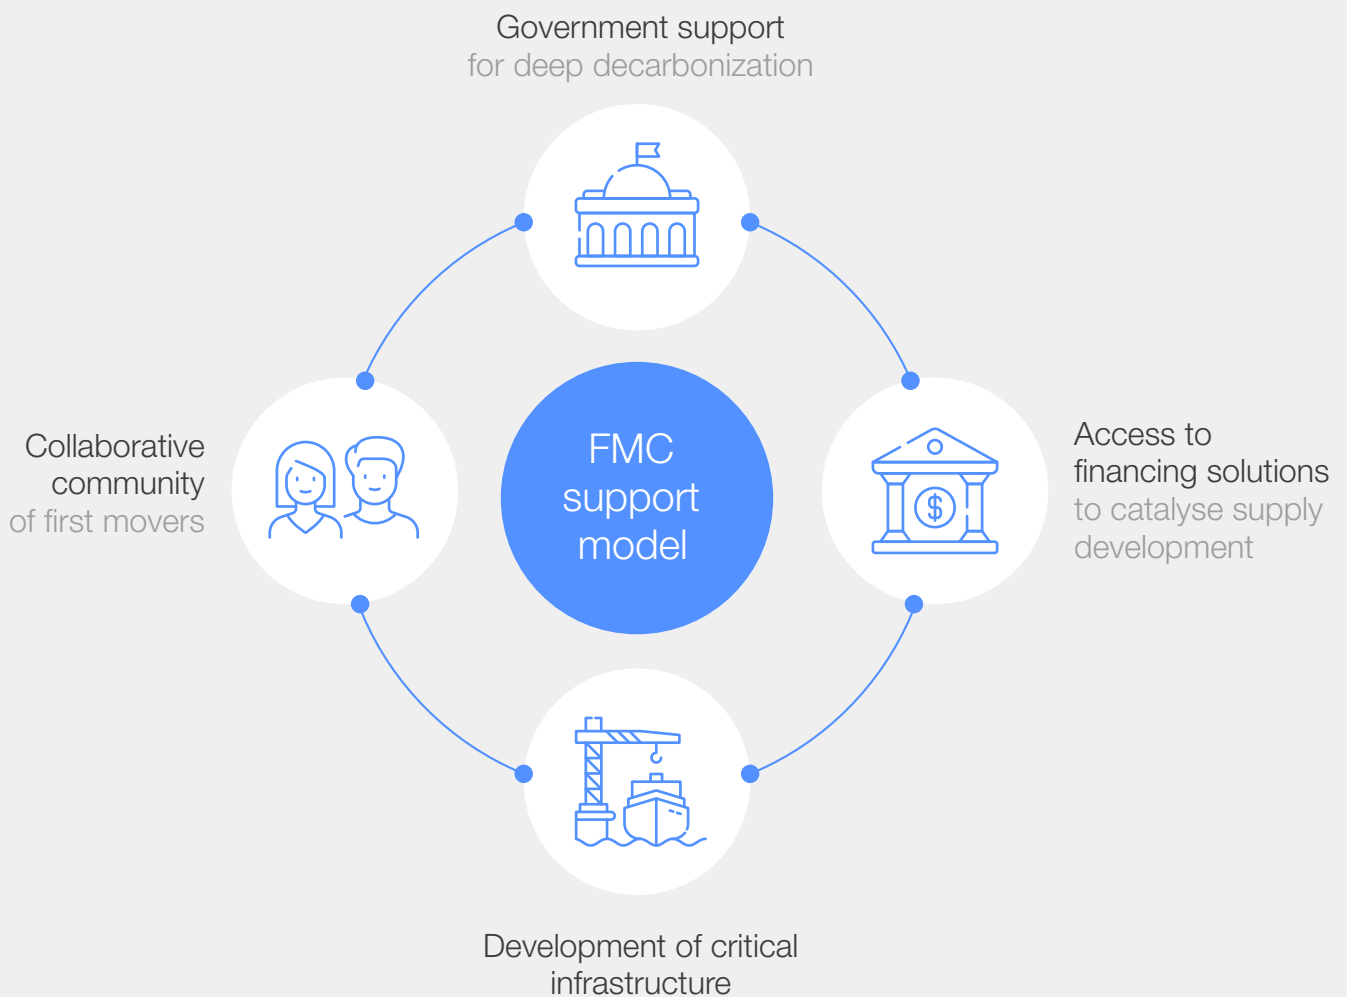 Government support
for deep decarbonization
Collaborative
community
of first movers
FMC
support
model
$
Access to
financing solutions
to catalyse supply
development
Development of critical
infrastructure